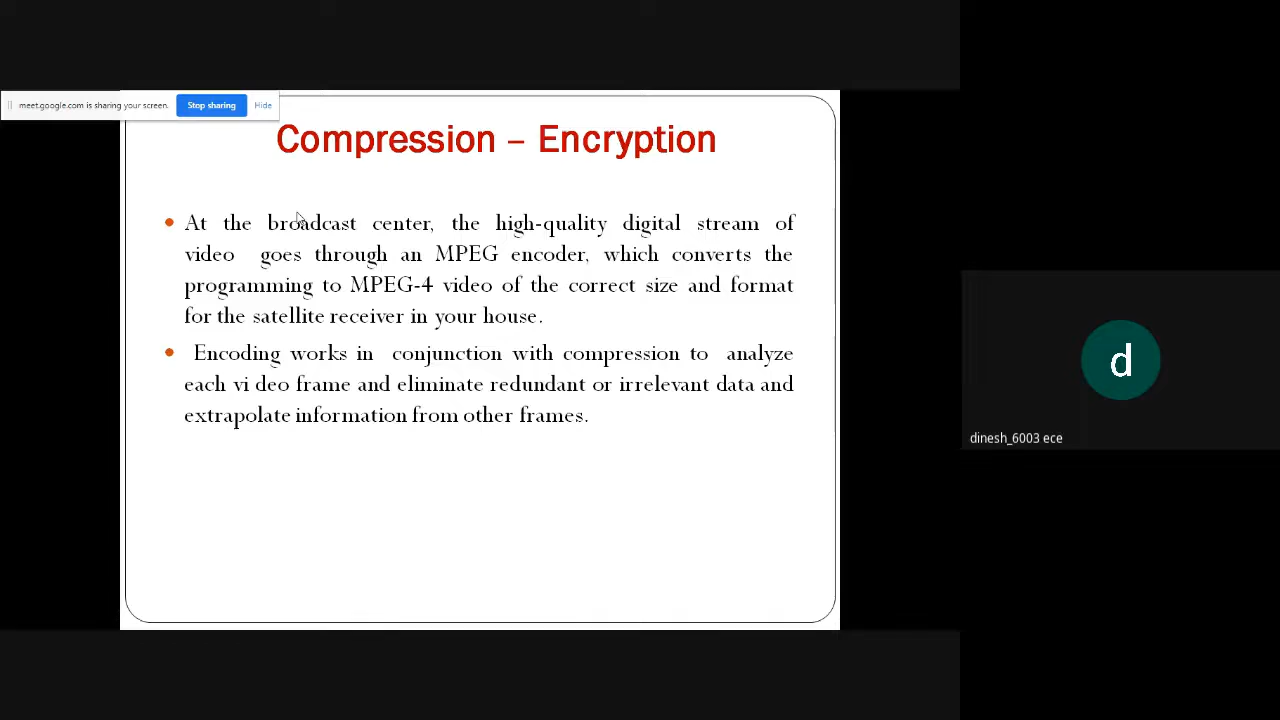 meet.google.com is sharing your screen.
Stop sharing
Hide
Compression – Encryption
• At the broadcast center, the high-quality digital stream of
video goes through an MPEG encoder, which converts the
programming to MPEG-4 video of the correct size and format
for the satellite receiver in your house.
• Encoding works in conjunction with compression to analyze
each vi deo frame and eliminate redundant or irrelevant data and
extrapolate information from other frames.
d
dinesh_6003 ece